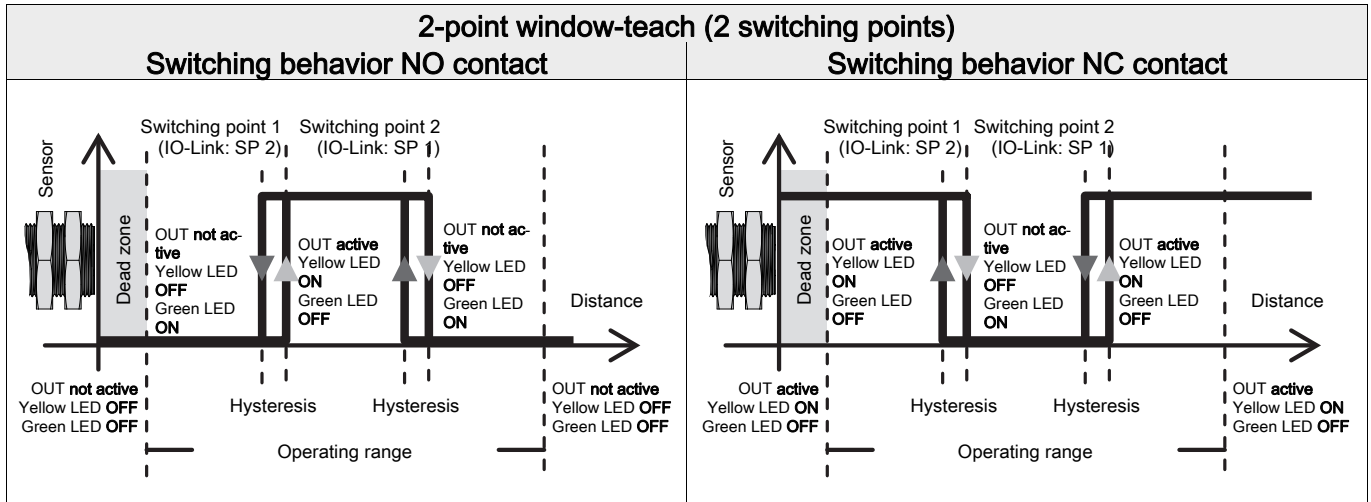 2-point window-teach (2 switching points)
Switching behavior NO contact
Switching behavior NC contact
Sensor
Switching point 1
(IO-Link: SP 2)
Switching point 2
(IO-Link: SP 1)
Dead zone
OUT not ac-
tive
Yellow LED
OFF
Green LED
ON
OUT active
Yellow LED
ON
Green LED
OFF
OUT not ac-
tive
Yellow LED
OFF
Green LED
ON
Distance
OUT not active
Yellow LED OFF
Green LED OFF
Hysteresis
Hysteresis
OUT not active
Yellow LED OFF
Green LED OFF
Operating range
Sensor
Switching point 1
(IO-Link: SP 2)
Switching point 2
(IO-Link: SP 1)
Dead zone
OUT active
Yellow LED
ON
Green LED
OFF
OUT not ac-
tive
Yellow LED
OFF
Green LED
ON
OUT active
Yellow LED
ON
Green LED
OFF
Distance
OUT active
Yellow LED ON
Green LED OFF
Hysteresis
Hysteresis
OUT active
Yellow LED ON
Green LED OFF
Operating range